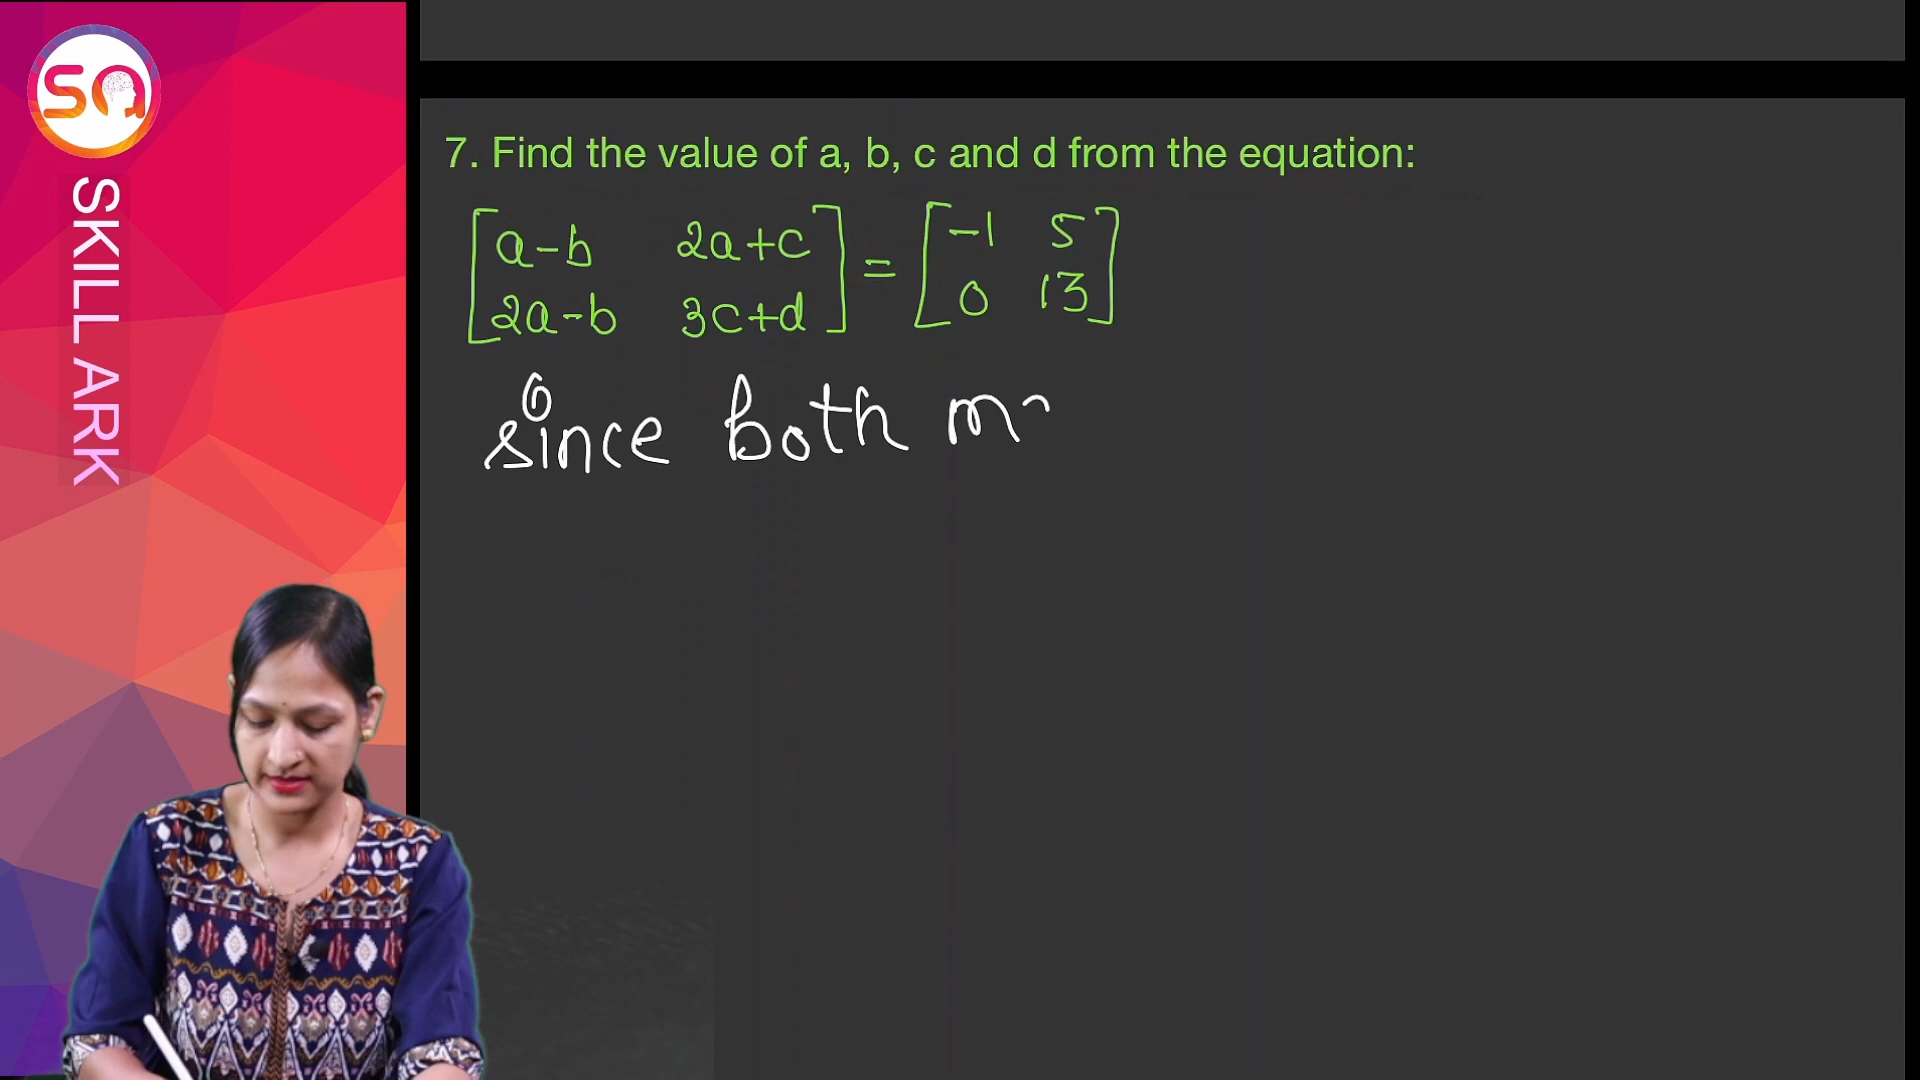 SQ
SKILL ARK
7. Find the value of a, b, c and d from the equation:
[a-b 2a+c] = [-1 5]
[2a-b 3c+d] [0 13]
since both m